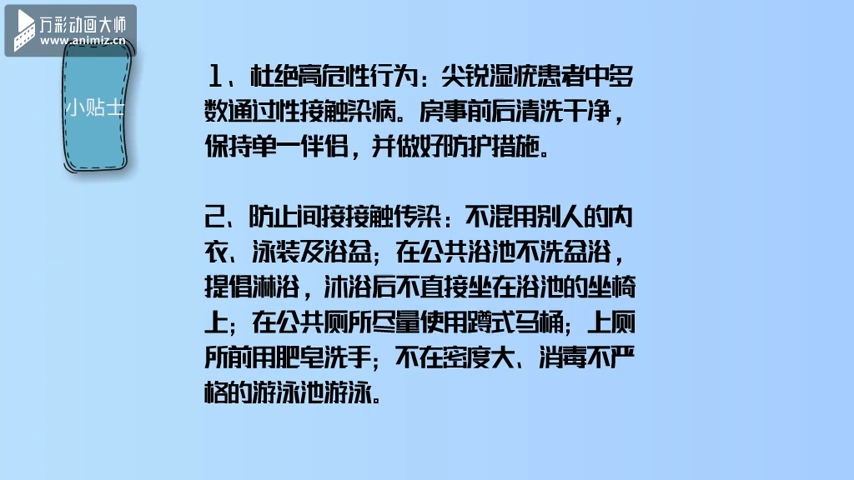 万彩动画大师
www.animiz.cn
小贴士
1、杜绝高危性行为：尖锐湿疣患者中多
数通过性接触染病。房事前后清洗干净，
保持单一伴侣，并做好防护措施。
2、防止间接接触传染：不混用别人的内
衣、泳装及浴盆；在公共浴池不洗盆浴，
提倡淋浴，沐浴后不直接坐在浴池的坐椅
上；在公共厕所尽量使用蹲式马桶；上厕
所前用肥皂洗手；不在密度大、消毒不严
格的游泳池游泳。